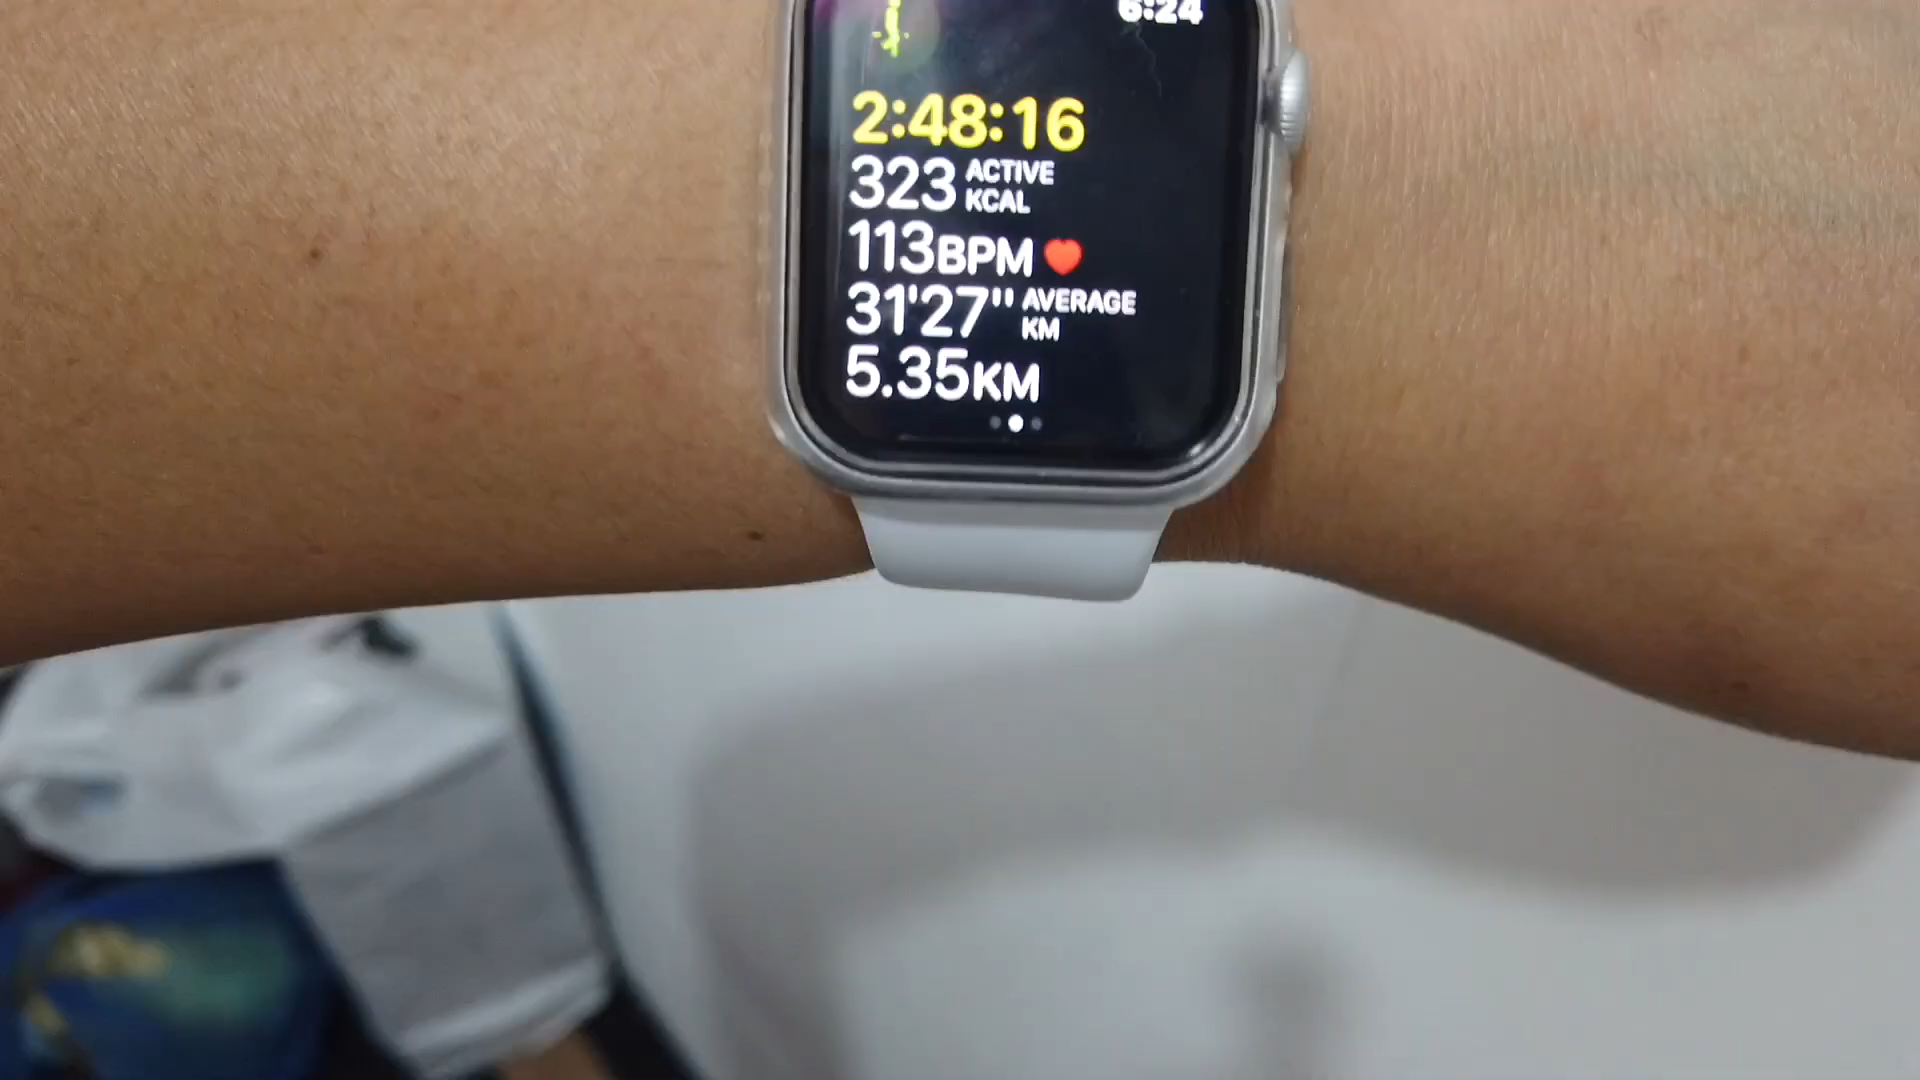 6:24
2:48:16
323 ACTIVE KCAL
113BPM
31'27" AVERAGE KM
5.35KM